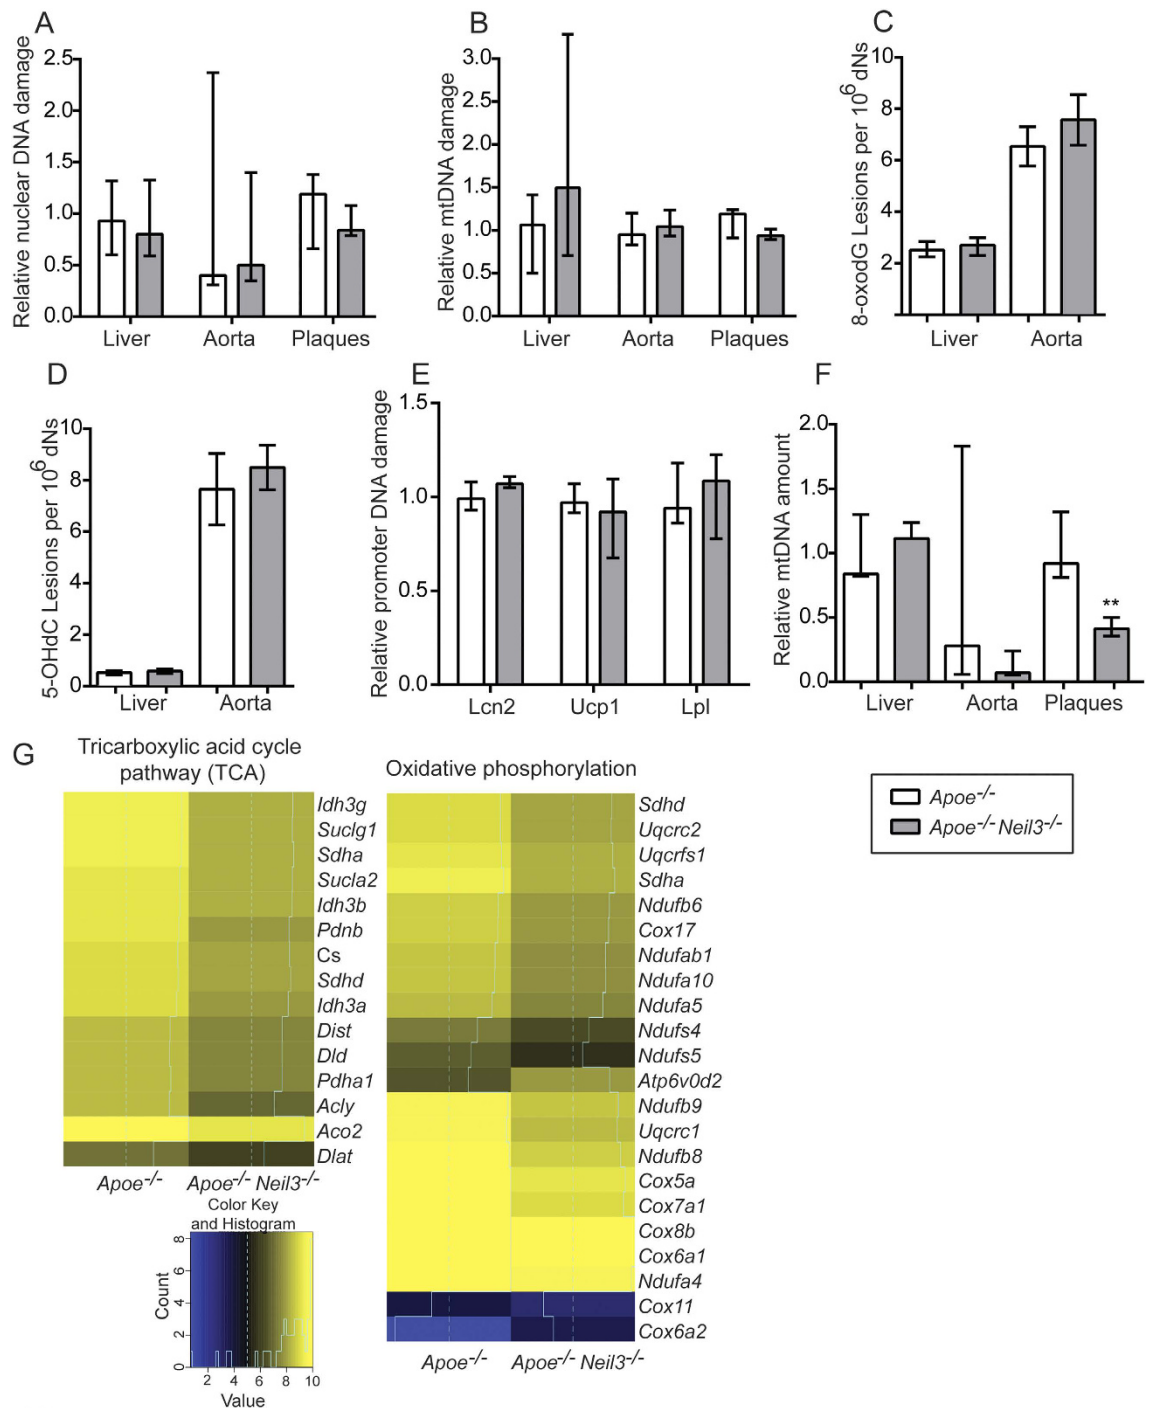 A
Relative nuclear DNA damage
2.5
2.0
1.5
1.0
0.5
0.0
Liver
Aorta
Plaques
B
Relative mtDNA damage
3.0
2.5
2.0
1.5
1.0
0.5
0.0
Liver
Aorta
Plaques
C
8-oxodG Lesions per 10^6 dNs
10
8
6
4
2
Liver
Aorta
D
5-OHdC Lesions per 10^6 dNs
10
8
6
4
2
0
Liver
Aorta
E
Relative promoter DNA damage
1.5
1.0
0.5
0.0
Lcn2
Ucp1
Lpl
F
Relative mtDNA amount
2.0
1.5
1.0
0.5
0.0
**
Liver
Aorta
Plaques
Apoe-/-
Apoe-/- Neil3-/-
G
Tricarboxylic acid cycle
pathway (TCA)
Idh3g
Suclg1
Sdha
Sucla2
Idh3b
Pdnb
Cs
Sdhd
Idh3a
Dist
Dld
Pdha1
Acly
Aco2
Dlat
Apoe-/-
Apoe-/- Neil3-/-
Color Key
and Histogram
Count
8
6
4
2
0
2
4
6
8
10
Value
Oxidative phosphorylation
Sdhd
Uqcrc2
Uqcrfs1
Sdha
Ndufb6
Cox17
Ndufab1
Ndufa10
Ndufa5
Ndufs4
Ndufs5
Atp6v0d2
Ndufb9
Uqcrc1
Ndufb8
Cox5a
Cox7a1
Cox8b
Cox6a1
Ndufa4
Cox11
Cox6a2
Apoe-/-
Apoe-/- Neil3-/-